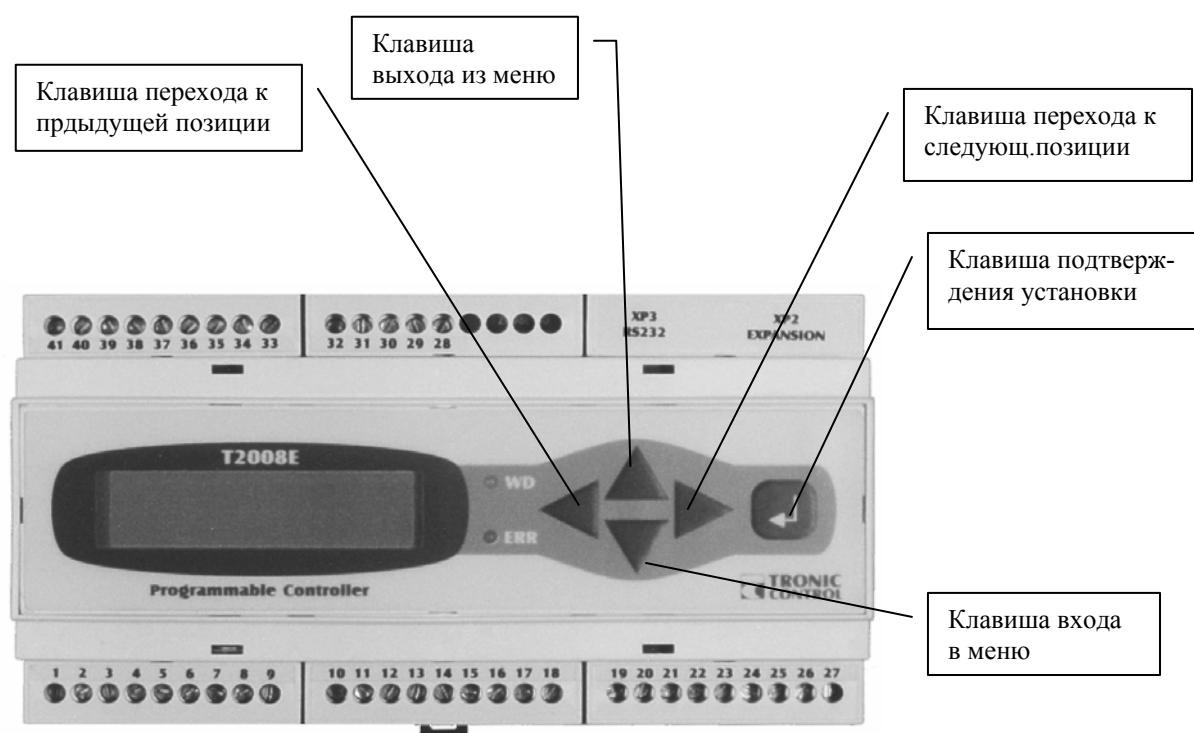 Клавиша
выхода из меню
Клавиша перехода к
прдыдущей позиции
Клавиша перехода к
следующ.позиции
Клавиша подтверж-
дения установки
41 40 39 38 37 36 35 34 33
32 31 30 29 28
XP3
RS232
XP2
EXPANSION
T2008E
WD
ERR
Programmable Controller
TRONIC
CONTROL
Клавиша входа
в меню
1 2 3 4 5 6 7 8 9
10 11 12 13 14 15 16 17 18
19 20 21 22 23 24 25 26 27